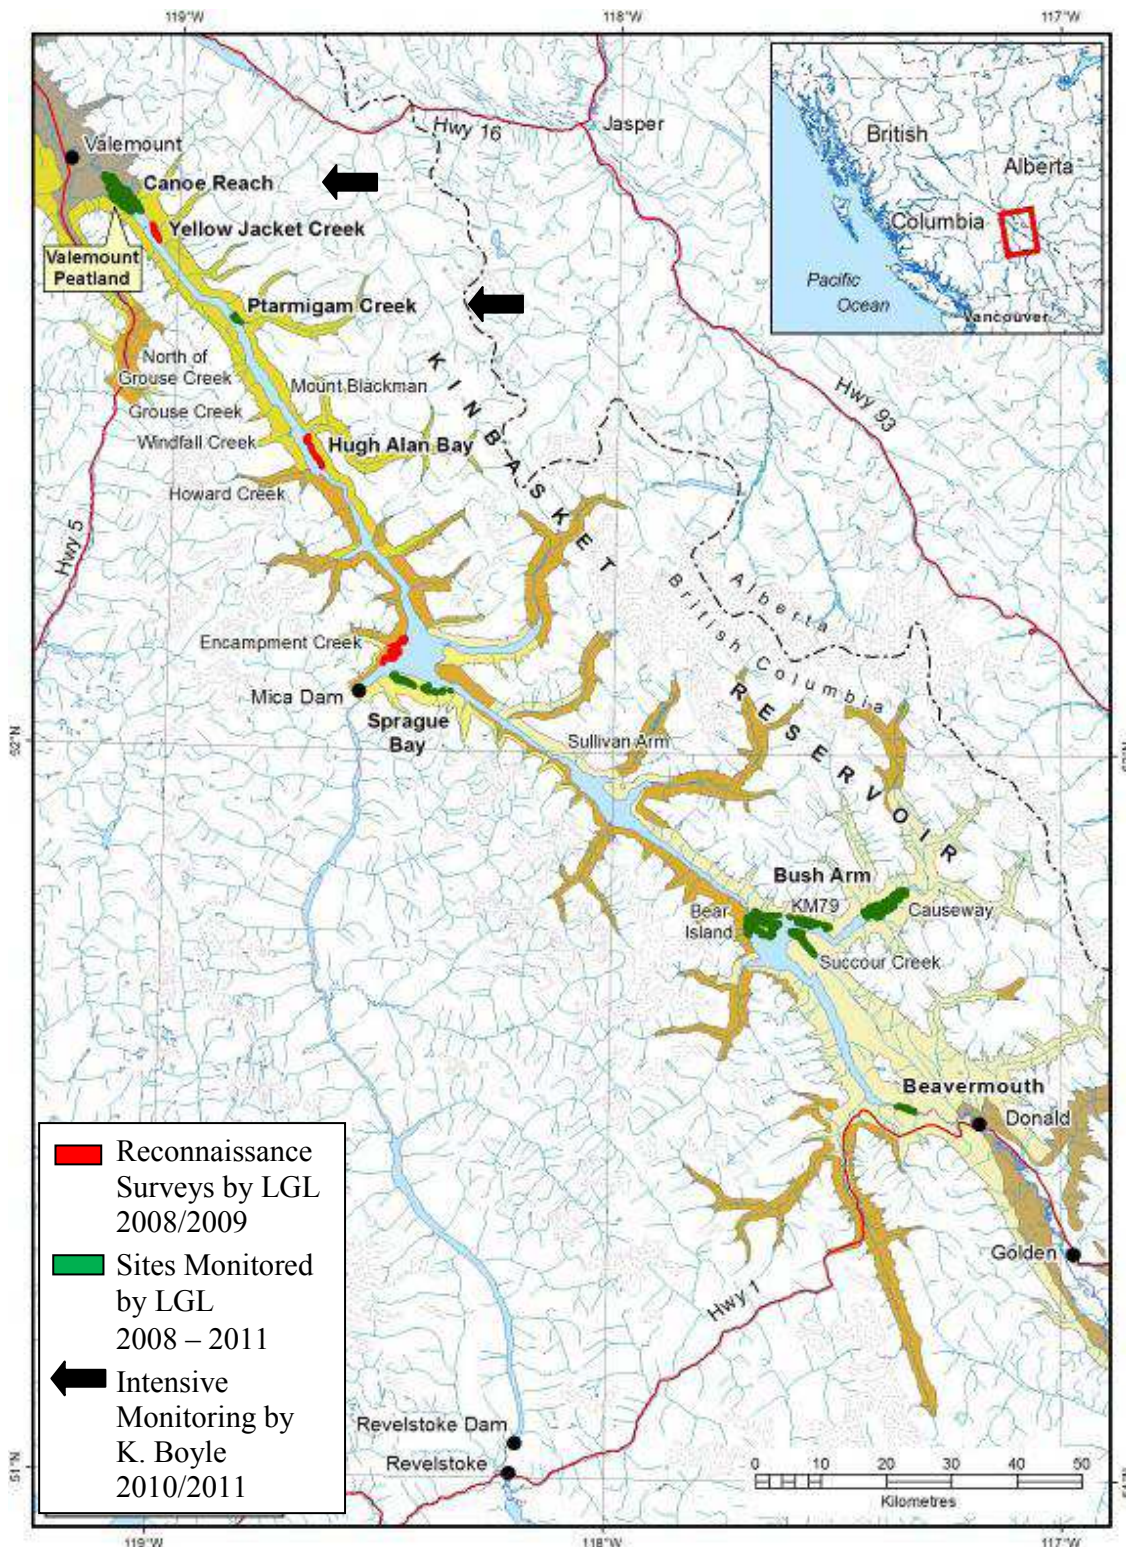 119°W
118°W
117°W
Hwy 16
Jasper
British
Alberta
Columbia
Pacific
Ocean
Vancouver
Valemount
Canoe Reach
Yellow Jacket Creek
Valemount
Peatland
Ptarmigam Creek
North of
Grouse Creek
Mount Blackman
Grouse Creek
Windfall Creek
Hugh Alan Bay
Howard Creek
Hwy 5
Hwy 93
KINBASKET
RESERVOIR
Alberta
British Columbia
Encampment Creek
Mica Dam
Sprague
Bay
Sullivan Arm
52°N
Bush Arm
KM79
Bear
Island
Causeway
Succour Creek
Beavermouth
Donald
Golden
Hwy 1
Revelstoke Dam
Revelstoke
51°N
Reconnaissance
Surveys by LGL
2008/2009
Sites Monitored
by LGL
2008 – 2011
Intensive
Monitoring by
K. Boyle
2010/2011
0 5 10 20 30 40 50
Kilometres
119°W
118°W
117°W